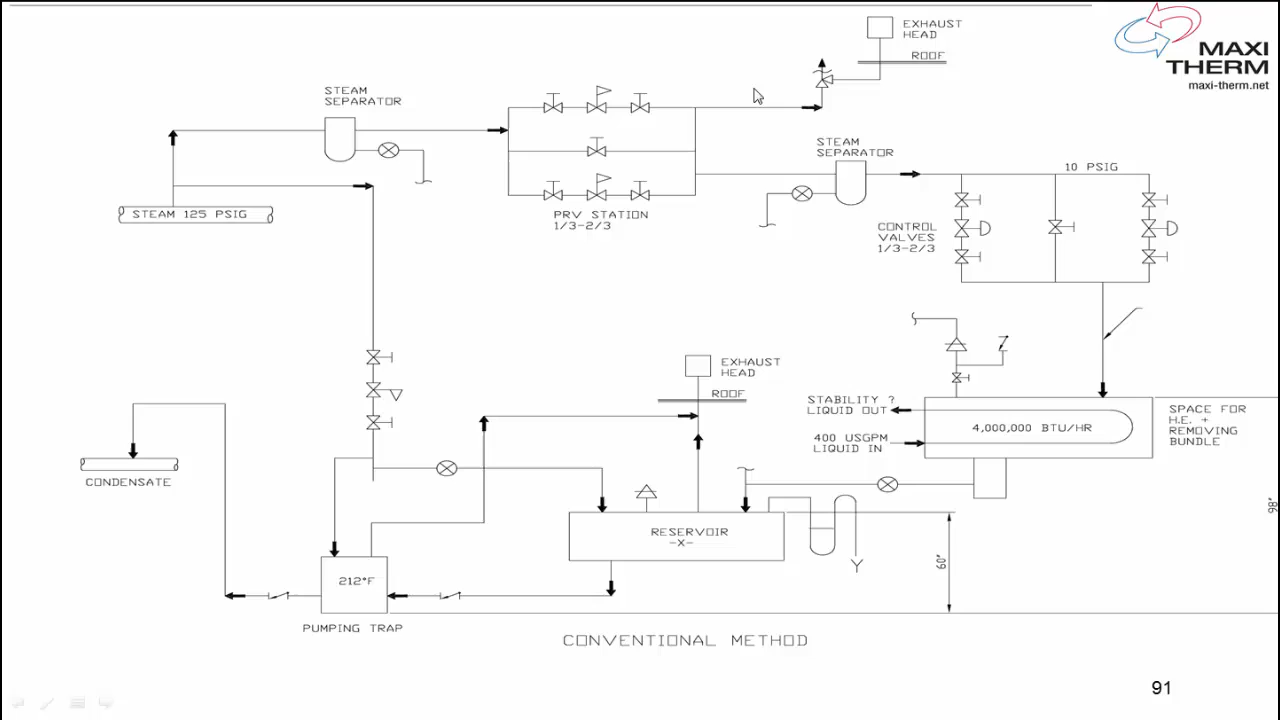 EXHAUST
HEAD
ROOF
MAXI
THERM
maxi-therm.net
STEAM
SEPARATOR
STEAM
SEPARATOR
10 PSIG
STEAM 125 PSIG
PRV STATION
1/3-2/3
CONTROL
VALVES
1/3-2/3
EXHAUST
HEAD
ROOF
STABILITY ?
LIQUID OUT
4,000,000 BTU/HR
400 USGPM
LIQUID IN
SPACE FOR
H.E. +
REMOVING
BUNDLE
CONDENSATE
RESERVOIR
-X-
98"
60"
212°F
PUMPING TRAP
CONVENTIONAL METHOD
91